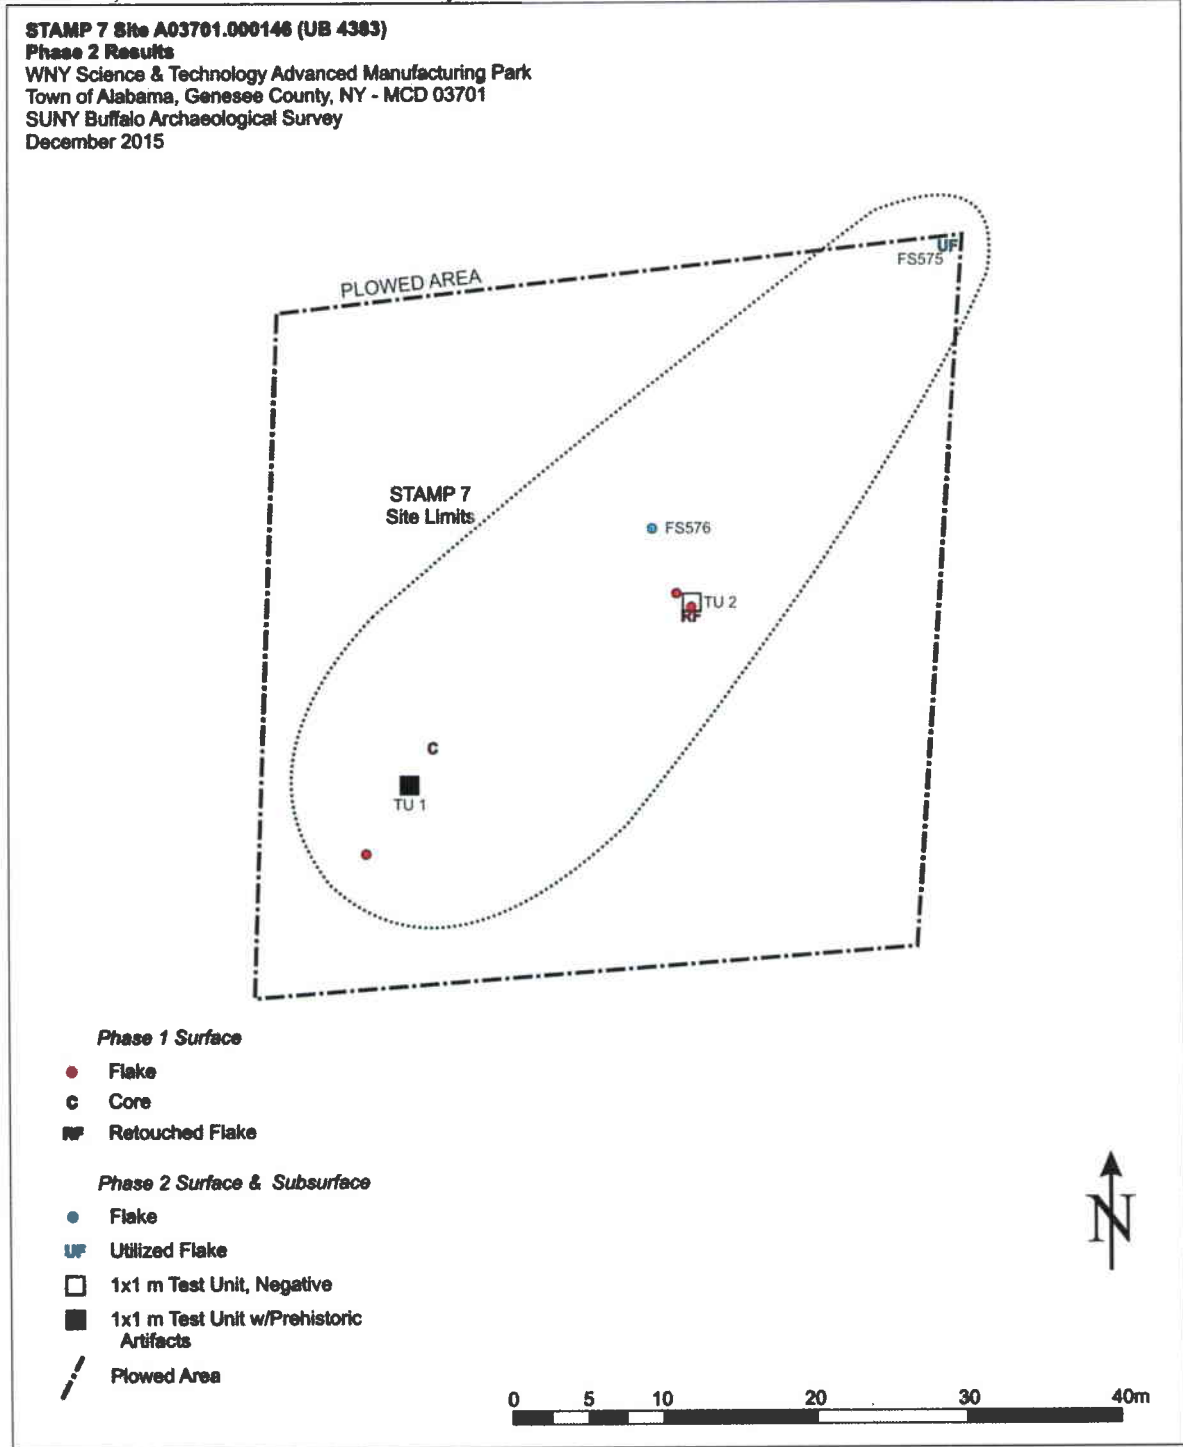 STAMP 7 Site A03701.000146 (UB 4383)
Phase 2 Results
WNY Science & Technology Advanced Manufacturing Park
Town of Alabama, Genesee County, NY - MCD 03701
SUNY Buffalo Archaeological Survey
December 2015
UF
FS575
PLOWED AREA
STAMP 7
Site Limits
FS576
TU 2
RF
C
TU 1
Phase 1 Surface
Flake
C Core
RF Retouched Flake
Phase 2 Surface & Subsurface
Flake
UF Utilized Flake
1x1 m Test Unit, Negative
1x1 m Test Unit w/Prehistoric
Artifacts
Plowed Area
N
0 5 10 20 30 40m